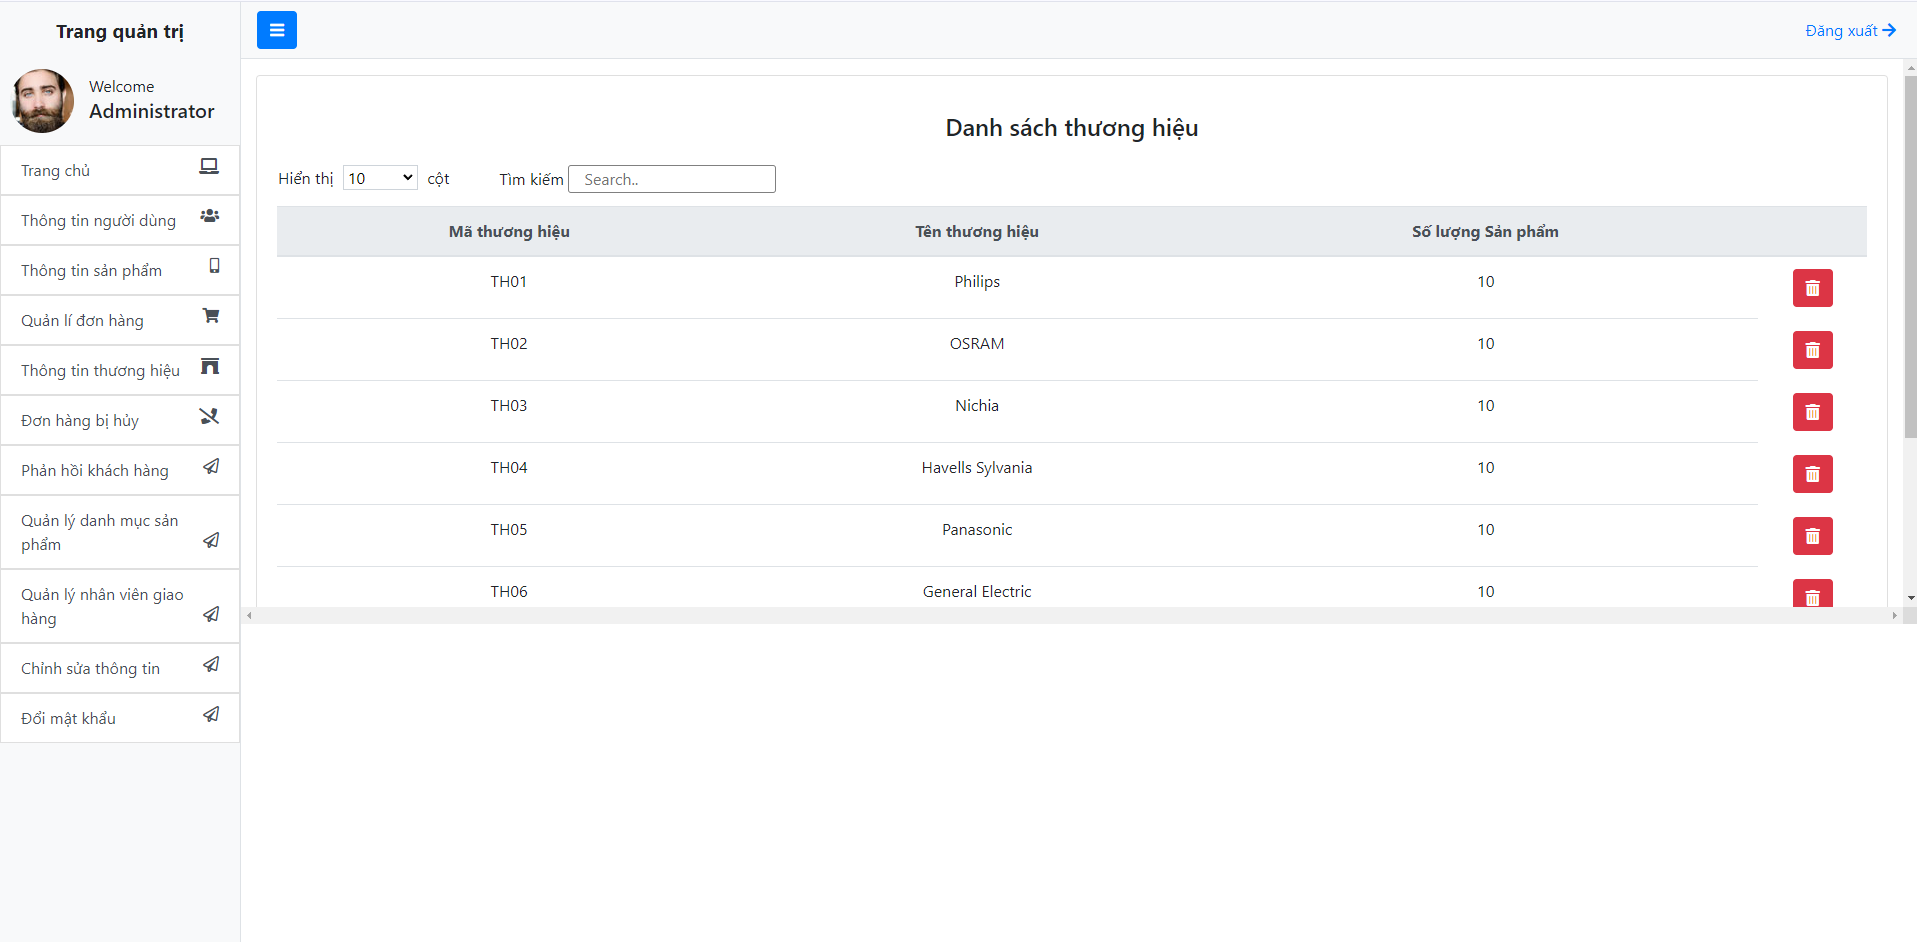 Trang quản trị
Đăng xuất
Welcome
Administrator
Trang chủ
Thông tin người dùng
Thông tin sản phẩm
Quản lí đơn hàng
Thông tin thương hiệu
Đơn hàng bị hủy
Phản hồi khách hàng
Quản lý danh mục sản
phẩm
Quản lý nhân viên giao
hàng
Chỉnh sửa thông tin
Đổi mật khẩu
Danh sách thương hiệu
Hiển thị 10 cột Tìm kiếm Search..
Mã thương hiệu Tên thương hiệu Số lượng Sản phẩm
TH01 Philips 10
TH02 OSRAM 10
TH03 Nichia 10
TH04 Havells Sylvania 10
TH05 Panasonic 10
TH06 General Electric 10